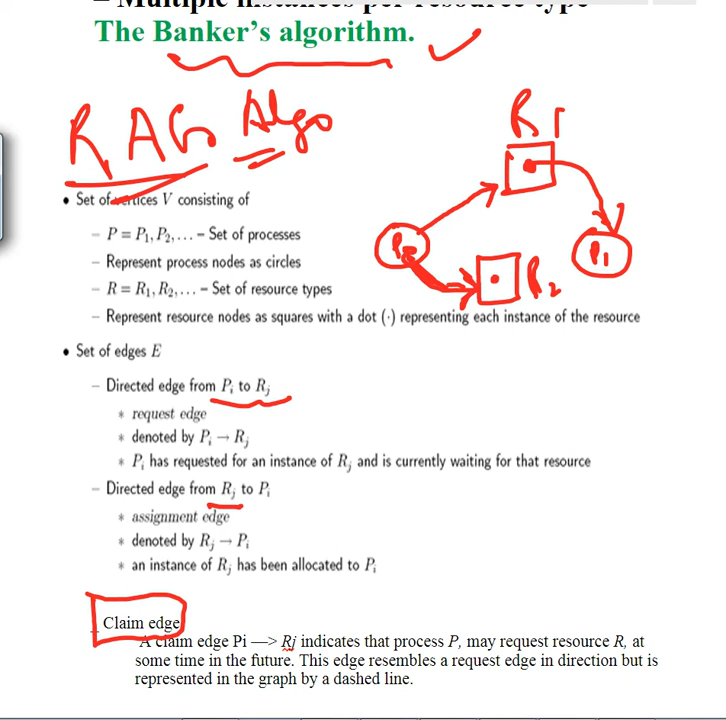 – Multiple instances per resource type
The Banker's algorithm.
RAG Algo
R1
• Set of vertices V consisting of
– P = P1, P2, … – Set of processes
– Represent process nodes as circles
P1
– R = R1, R2, … – Set of resource types
R2
– Represent resource nodes as squares with a dot (·) representing each instance of the resource
• Set of edges E
– Directed edge from Pi to Rj
* request edge
* denoted by Pi → Rj
* Pi has requested for an instance of Rj and is currently waiting for that resource
– Directed edge from Rj to Pi
* assignment edge
* denoted by Rj → Pi
* an instance of Rj has been allocated to Pi
Claim edge
A claim edge Pi —> Rj indicates that process P, may request resource R, at
some time in the future. This edge resembles a request edge in direction but is
represented in the graph by a dashed line.